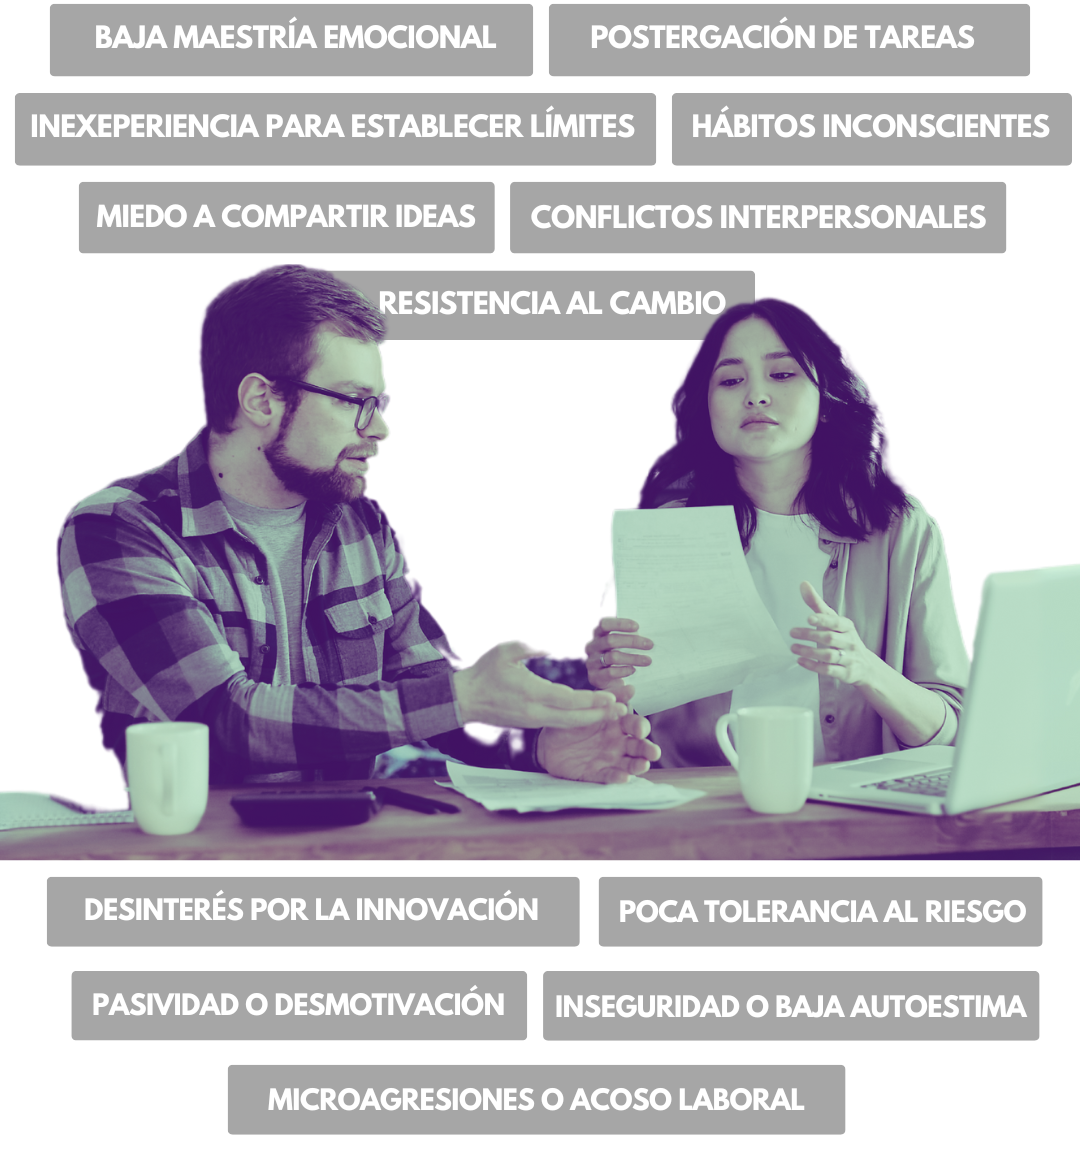 BAJA MAESTRÍA EMOCIONAL
POSTERGACIÓN DE TAREAS
INEXEPERIENCIA PARA ESTABLECER LÍMITES
HÁBITOS INCONSCIENTES
MIEDO A COMPARTIR IDEAS
CONFLICTOS INTERPERSONALES
RESISTENCIA AL CAMBIO
DESINTERÉS POR LA INNOVACIÓN
POCA TOLERANCIA AL RIESGO
PASIVIDAD O DESMOTIVACIÓN
INSEGURIDAD O BAJA AUTOESTIMA
MICROAGRESIONES O ACOSO LABORAL